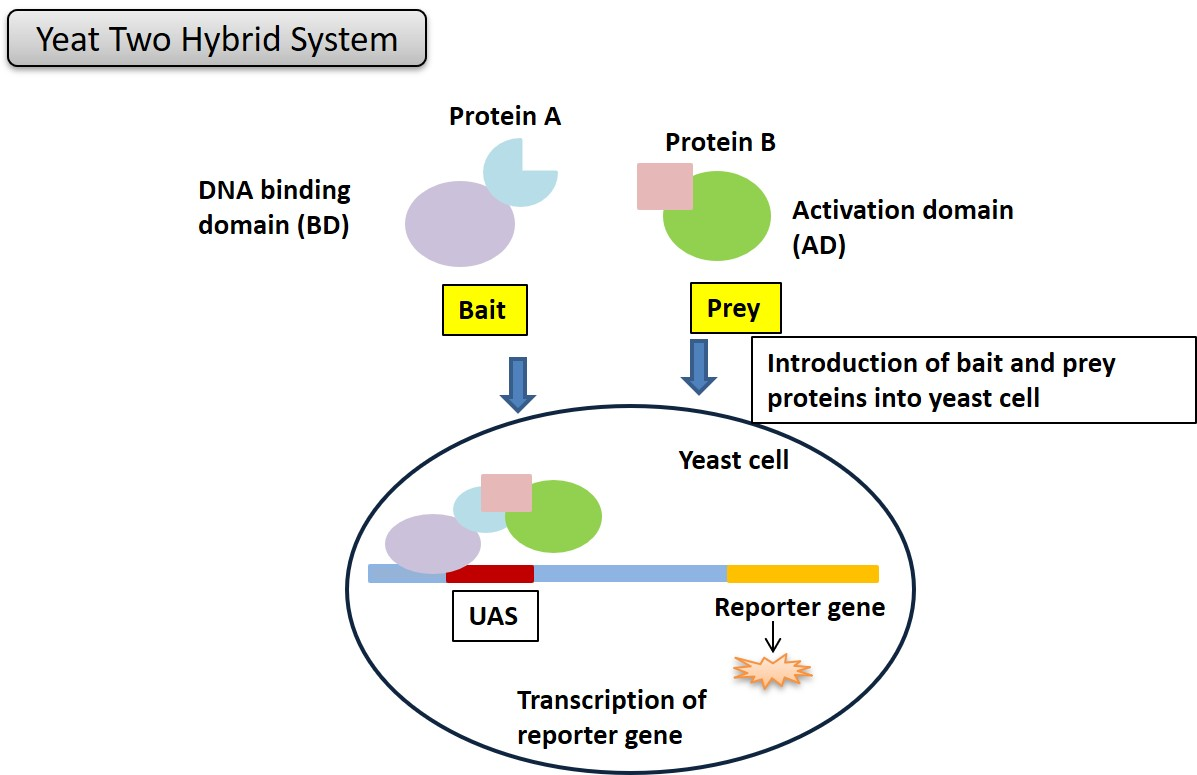 Yeat Two Hybrid System
Protein A
Protein B
DNA binding
domain (BD)
Activation domain
(AD)
Bait
Prey
Introduction of bait and prey
proteins into yeast cell
Yeast cell
UAS
Reporter gene
Transcription of
reporter gene